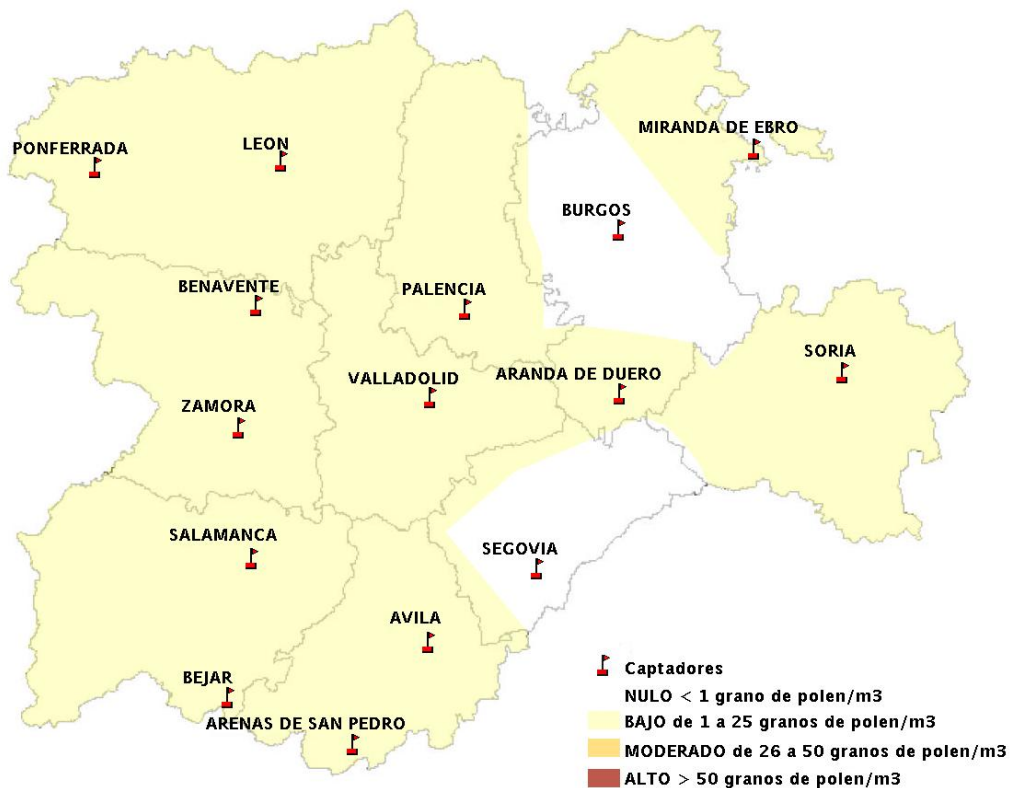 MIRANDA DE EBRO
PONFERRADA
LEON
BURGOS
BENAVENTE
PALENCIA
SORIA
VALLADOLID
ARANDA DE DUERO
ZAMORA
SALAMANCA
SEGOVIA
AVILA
BEJAR
ARENAS DE SAN PEDRO
Captadores
NULO < 1 grano de polen/m3
BAJO de 1 a 25 granos de polen/m3
MODERADO de 26 a 50 granos de polen/m3
ALTO > 50 granos de polen/m3